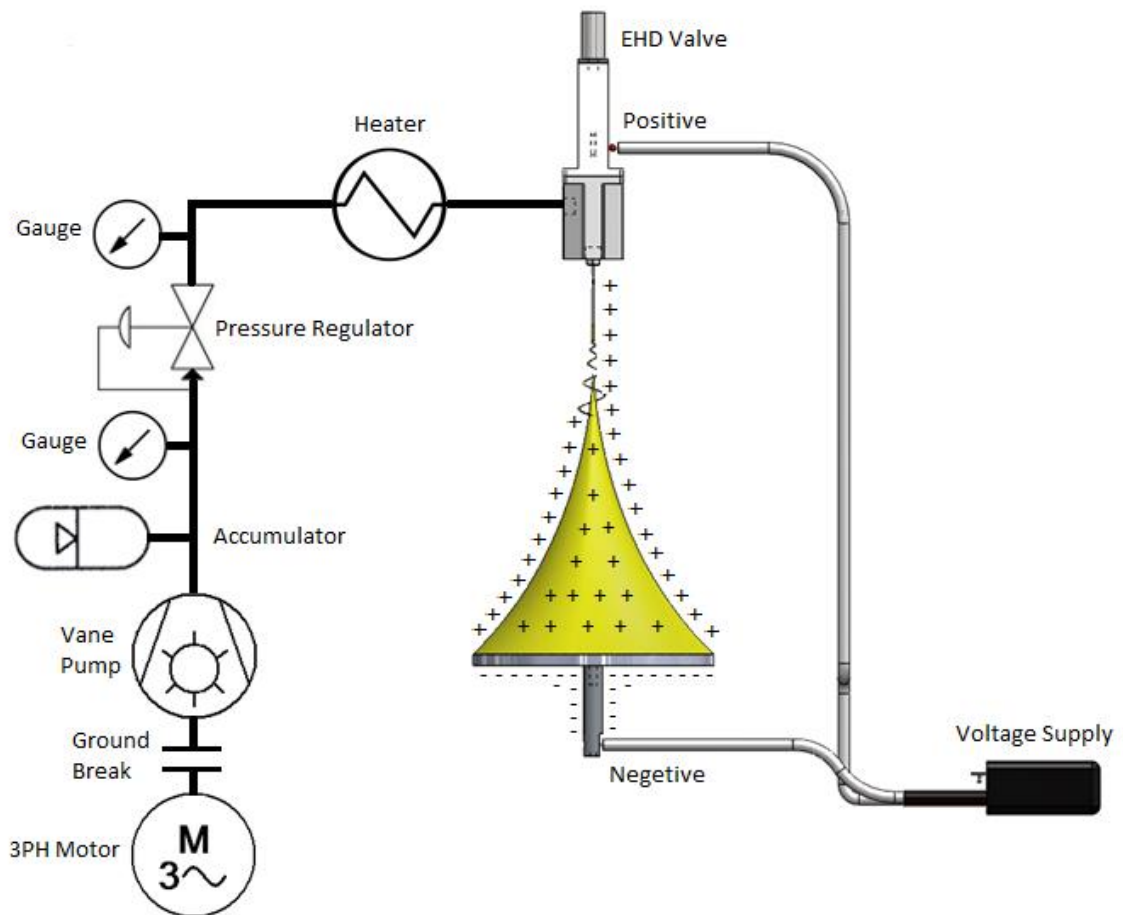 EHD Valve
Positive
Heater
Gauge
Pressure Regulator
Gauge
Accumulator
Vane
Pump
Ground
Break
Voltage Supply
Negetive
3PH Motor
M
3